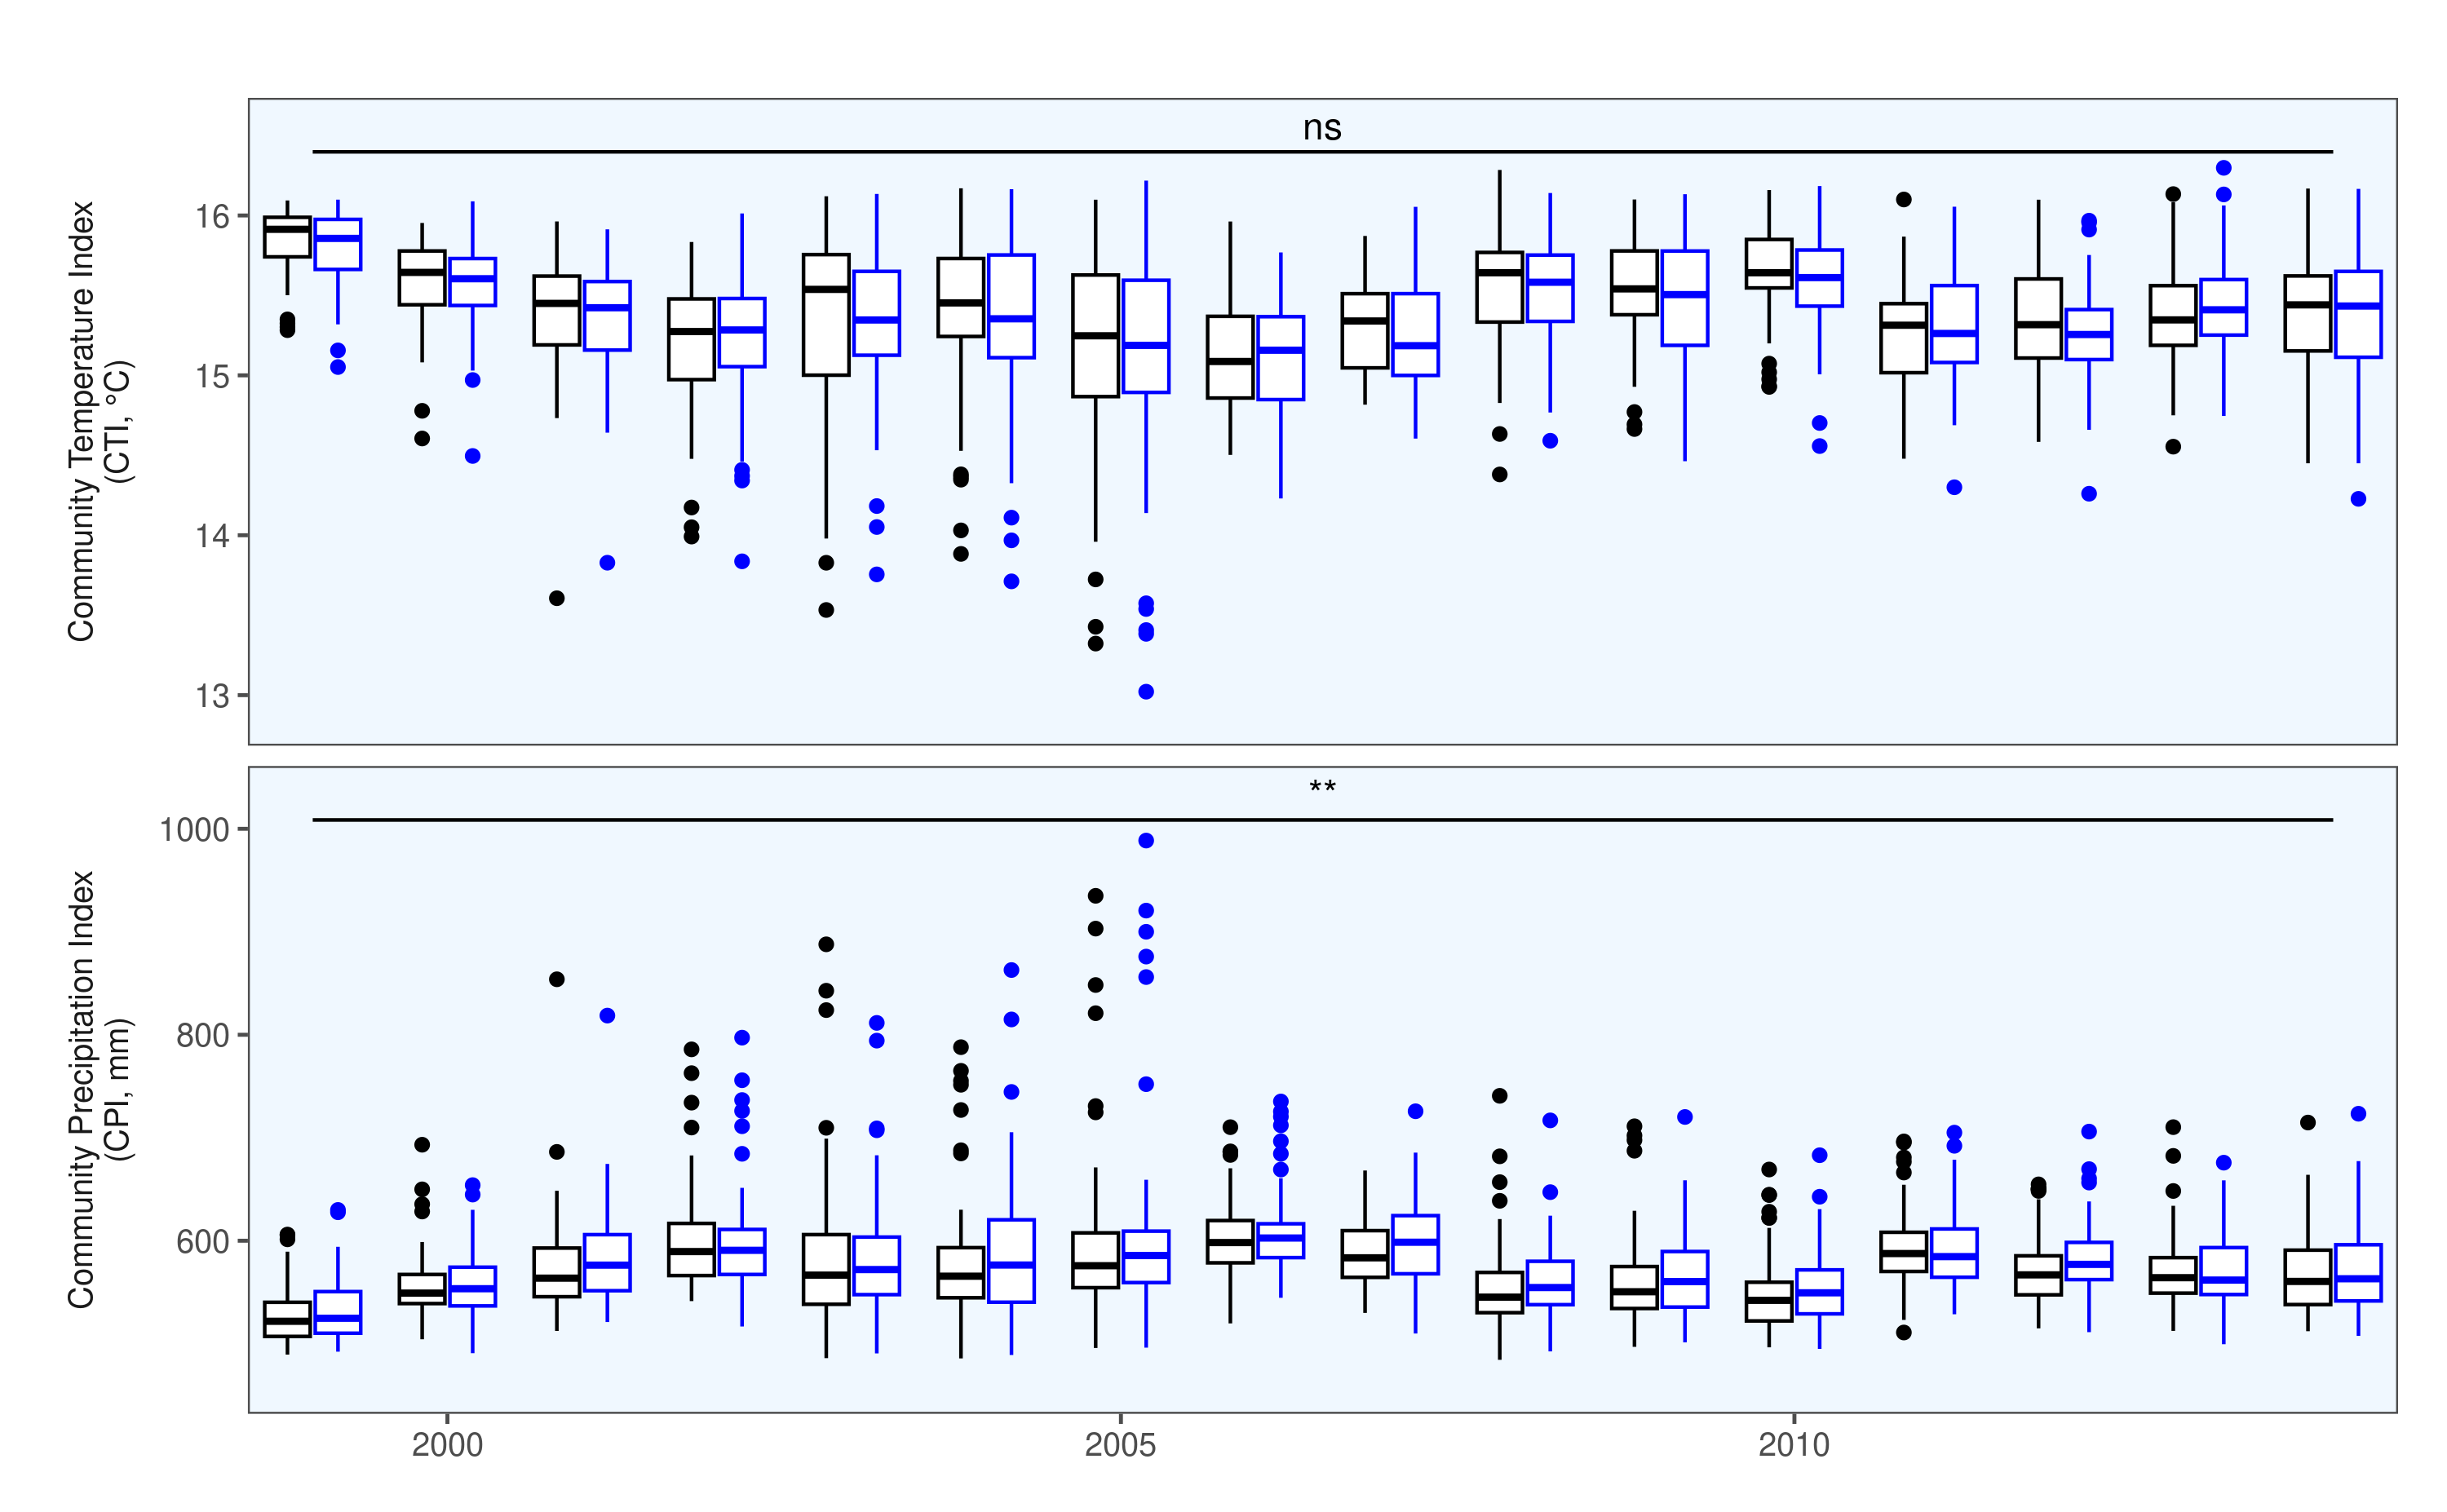 ns
Community Temperature Index
(CTI, °C)
16
15
14
13
**
Community Precipitation Index
(CPI, mm)
1000
800
600
2000
2005
2010